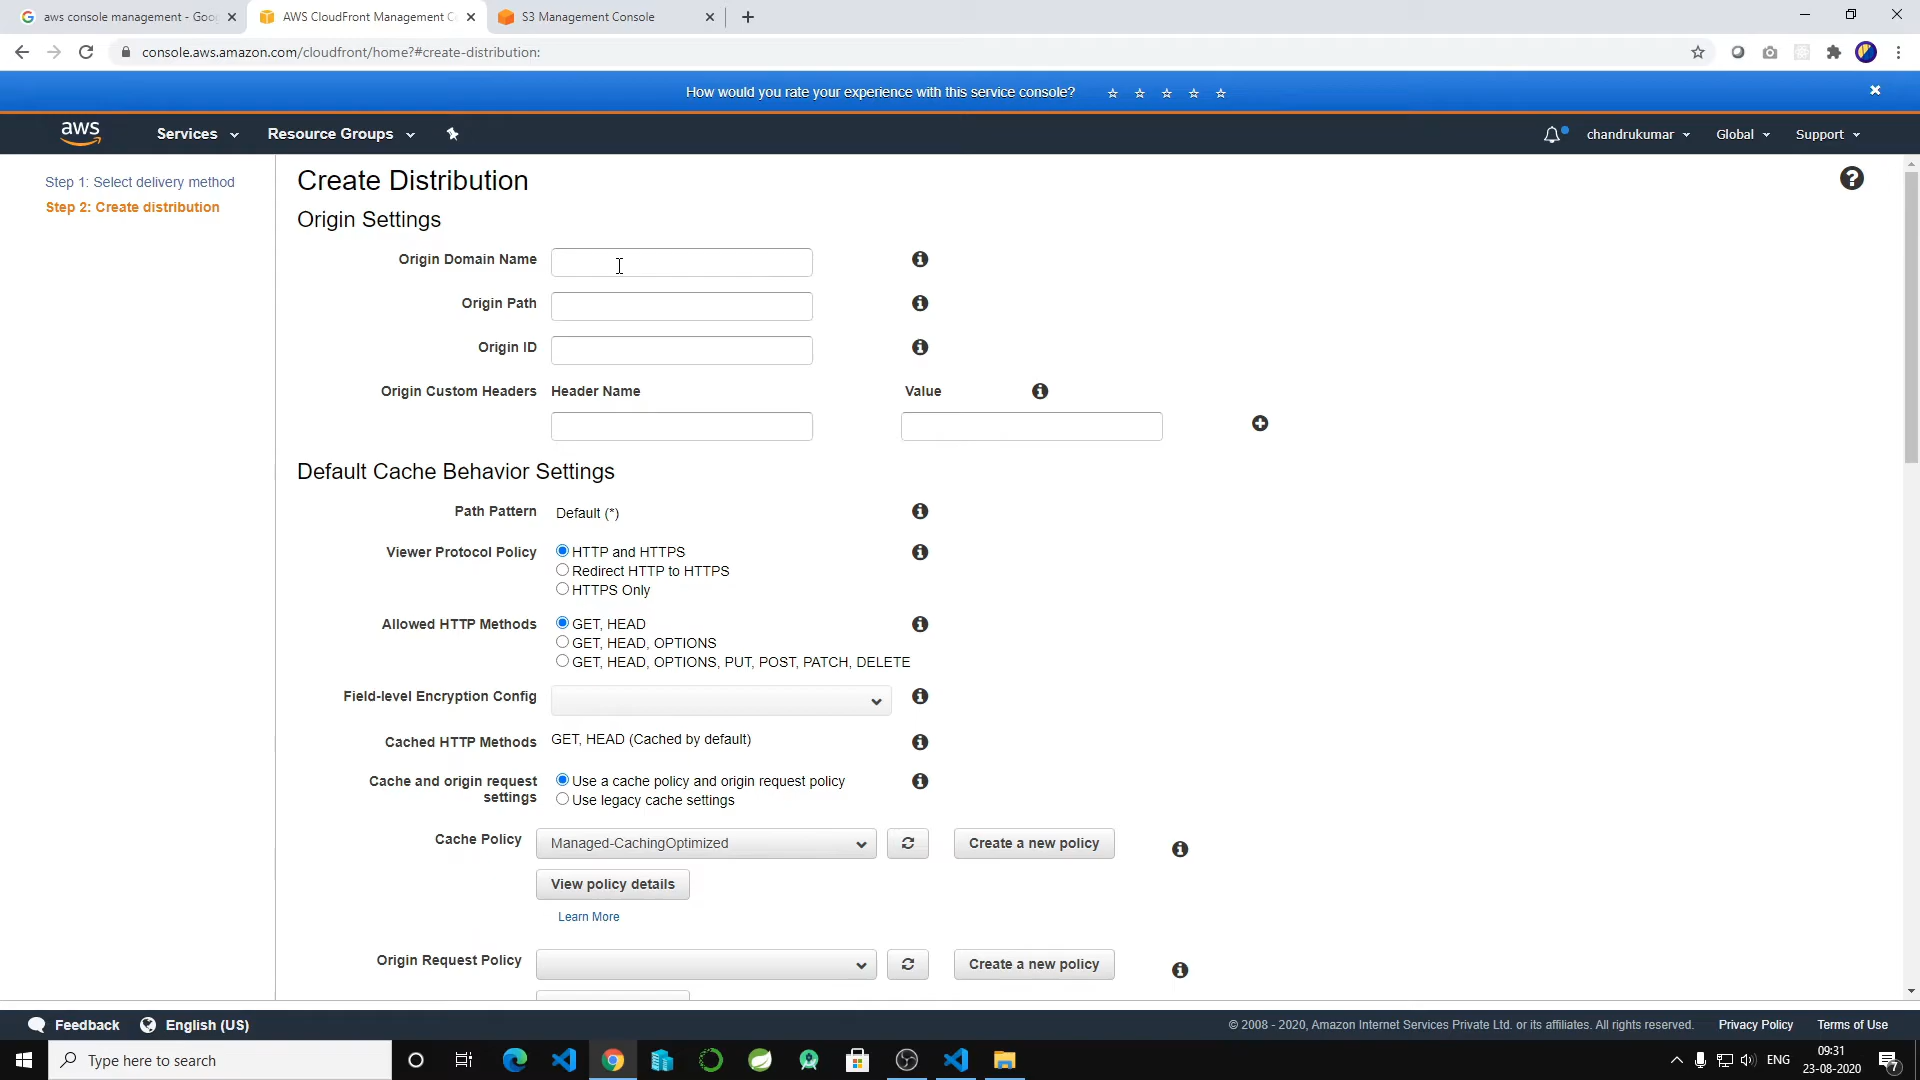 aws console management - Goo
AWS CloudFront Management C
S3 Management Console
console.aws.amazon.com/cloudfront/home?#create-distribution:
How would you rate your experience with this service console?
aws
Services
Resource Groups
chandrukumar
Global
Support
Step 1: Select delivery method
Step 2: Create distribution
Create Distribution
Origin Settings
Origin Domain Name
Origin Path
Origin ID
Origin Custom Headers
Header Name
Value
Default Cache Behavior Settings
Path Pattern
Default (*)
Viewer Protocol Policy
HTTP and HTTPS
Redirect HTTP to HTTPS
HTTPS Only
Allowed HTTP Methods
GET, HEAD
GET, HEAD, OPTIONS
GET, HEAD, OPTIONS, PUT, POST, PATCH, DELETE
Field-level Encryption Config
Cached HTTP Methods
GET, HEAD (Cached by default)
Cache and origin request
settings
Use a cache policy and origin request policy
Use legacy cache settings
Cache Policy
Managed-CachingOptimized
Create a new policy
View policy details
Learn More
Origin Request Policy
Create a new policy
Feedback
English (US)
© 2008 - 2020, Amazon Internet Services Private Ltd. or its affiliates. All rights reserved.
Privacy Policy
Terms of Use
Type here to search
ENG
09:31
23-08-2020
7